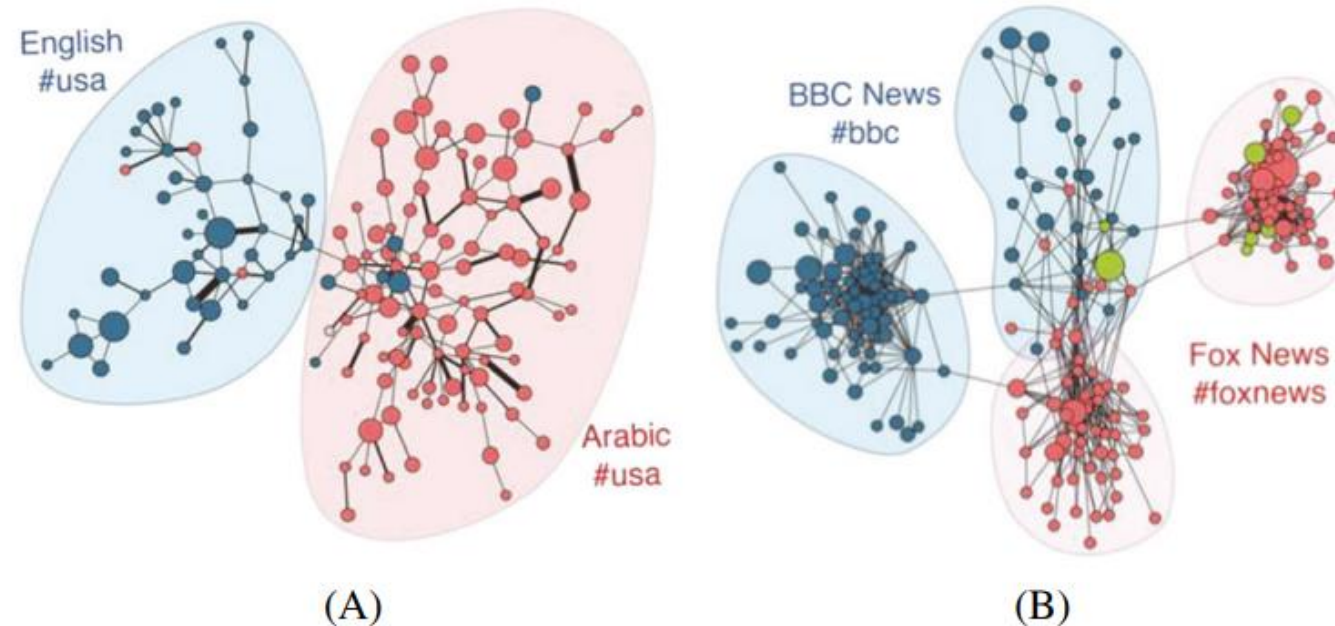 English
#usa
Arabic
#usa
(A)
BBC News
#bbc
Fox News
#foxnews
(B)